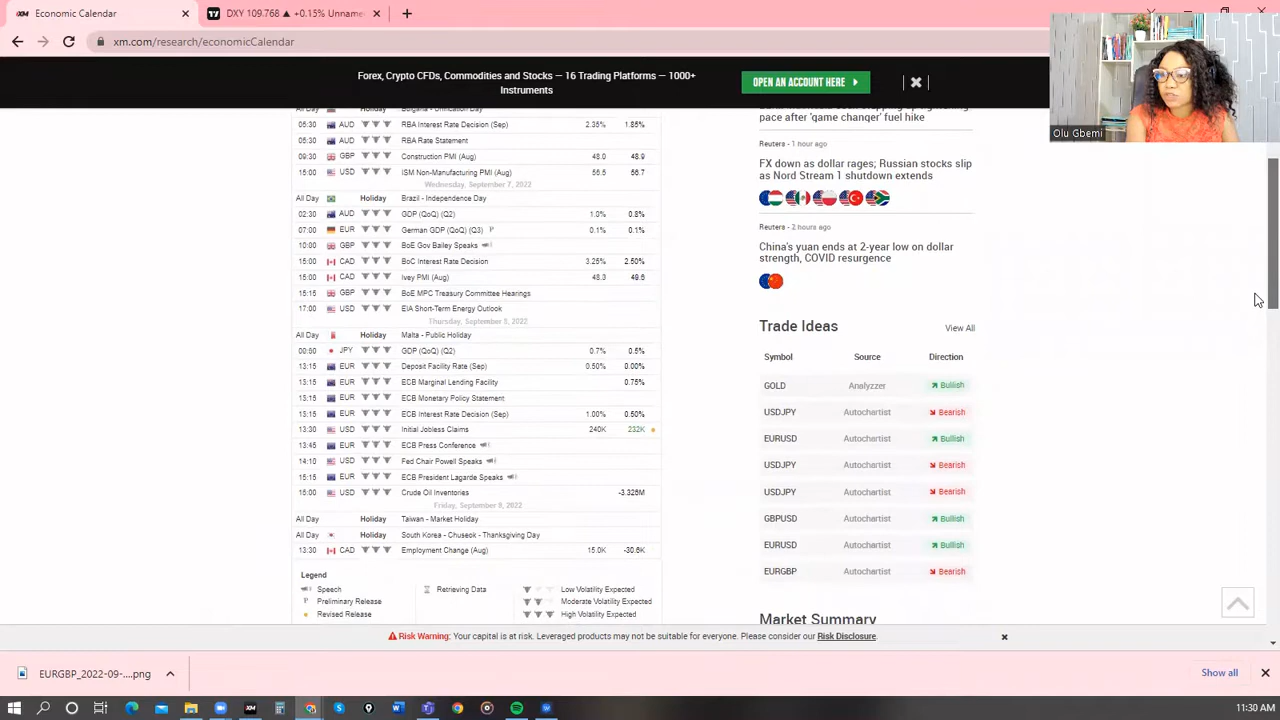 Economic Calendar
DXY 109.768 ▲ +0.15% Unname
xm.com/research/economicCalendar
Forex, Crypto CFDs, Commodities and Stocks — 16 Trading Platforms — 1000+
Instruments
OPEN AN ACCOUNT HERE
Olu Gbemi
All Day Holiday Bulgaria - Unification Day
05:30 AUD RBA Interest Rate Decision (Sep) 2.35% 1.85%
05:30 AUD RBA Rate Statement
09:30 GBP Construction PMI (Aug) 48.0 48.9
15:00 USD ISM Non-Manufacturing PMI (Aug) 56.5 56.7
Wednesday, September 7, 2022
All Day Holiday Brazil - Independence Day
02:30 AUD GDP (QoQ) (Q2) 1.0% 0.8%
07:00 EUR German GDP (QoQ) (Q3) P 0.1% 0.1%
10:00 GBP BoE Gov Bailey Speaks
15:00 CAD BoC Interest Rate Decision 3.25% 2.50%
15:00 CAD Ivey PMI (Aug) 48.3 49.6
15:15 GBP BoE MPC Treasury Committee Hearings
17:00 USD EIA Short-Term Energy Outlook
Thursday, September 8, 2022
All Day Holiday Malta - Public Holiday
00:50 JPY GDP (QoQ) (Q2) 0.7% 0.5%
13:15 EUR Deposit Facility Rate (Sep) 0.50% 0.00%
13:15 EUR ECB Marginal Lending Facility 0.75%
13:15 EUR ECB Monetary Policy Statement
13:15 EUR ECB Interest Rate Decision (Sep) 1.00% 0.50%
13:30 USD Initial Jobless Claims 240K 232K
13:45 EUR ECB Press Conference
14:10 USD Fed Chair Powell Speaks
15:15 EUR ECB President Lagarde Speaks
16:00 USD Crude Oil Inventories -3.326M
Friday, September 9, 2022
All Day Holiday Taiwan - Market Holiday
All Day Holiday South Korea - Chuseok - Thanksgiving Day
13:30 CAD Employment Change (Aug) 15.0K -30.6K
Legend
Speech
Preliminary Release
Revised Release
Retrieving Data
Low Volatility Expected
Moderate Volatility Expected
High Volatility Expected
pace after 'game changer' fuel hike
Reuters - 1 hour ago
FX down as dollar rages; Russian stocks slip
as Nord Stream 1 shutdown extends
Reuters - 2 hours ago
China's yuan ends at 2-year low on dollar
strength, COVID resurgence
Trade Ideas View All
Symbol Source Direction
GOLD Analyzzer Bullish
USDJPY Autochartist Bearish
EURUSD Autochartist Bullish
USDJPY Autochartist Bearish
USDJPY Autochartist Bearish
GBPUSD Autochartist Bullish
EURUSD Autochartist Bullish
EURGBP Autochartist Bearish
Market Summary
Risk Warning: Your capital is at risk. Leveraged products may not be suitable for everyone. Please consider our Risk Disclosure.
EURGBP_2022-09-....png
Show all
11:30 AM